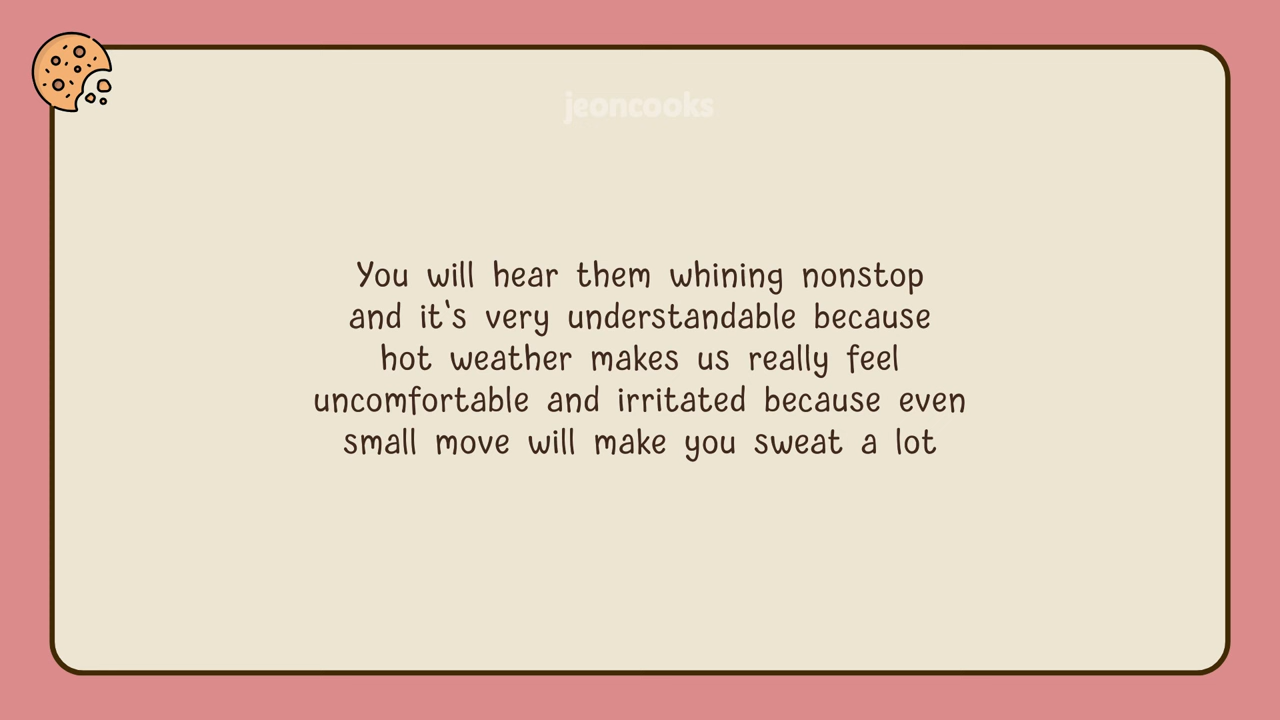 jeoncooks
You will hear them whining nonstop
and it's very understandable because
hot weather makes us really feel
uncomfortable and irritated because even
small move will make you sweat a lot